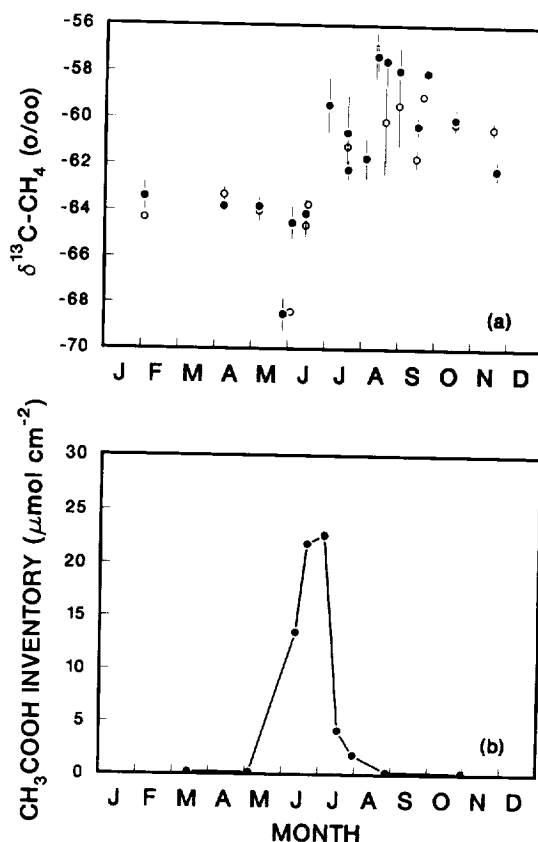 -56
-58
-60
-62
-64
-66
-68
-70
δ¹³C-CH₄ (o/oo)
(a)
J F M A M J J A S O N D
30
25
20
15
10
5
0
CH₃COOH INVENTORY (μmol cm⁻²)
(b)
J F M A M J J A S O N D
MONTH